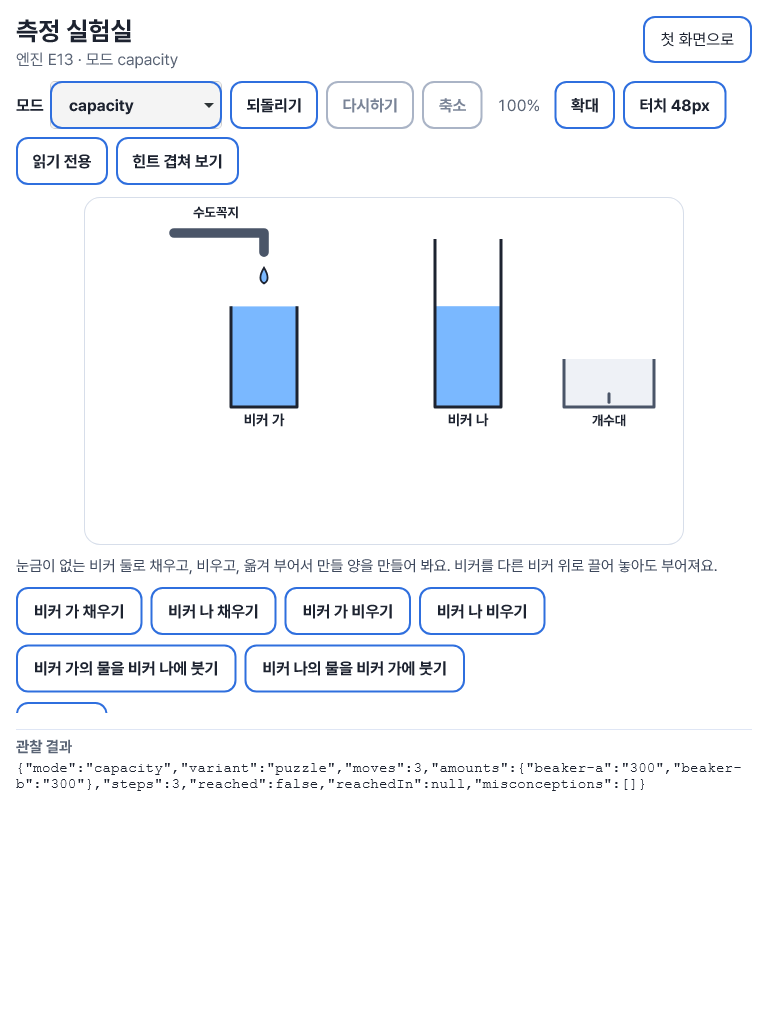 측정 실험실
엔진 E13 · 모드 capacity
첫 화면으로
모드 capacity 되돌리기 다시하기 축소 100% 확대 터치 48px
읽기 전용 힌트 겹쳐 보기
수도꼭지
비커 가 비커 나 개수대
눈금이 없는 비커 둘로 채우고, 비우고, 옮겨 부어서 만들 양을 만들어 봐요. 비커를 다른 비커 위로 끌어 놓아도 부어져요.
비커 가 채우기 비커 나 채우기 비커 가 비우기 비커 나 비우기
비커 가의 물을 비커 나에 붓기 비커 나의 물을 비커 가에 붓기
관찰 결과
{"mode":"capacity","variant":"puzzle","moves":3,"amounts":{"beaker-a":"300","beaker-
b":"300"},"steps":3,"reached":false,"reachedIn":null,"misconceptions":[]}